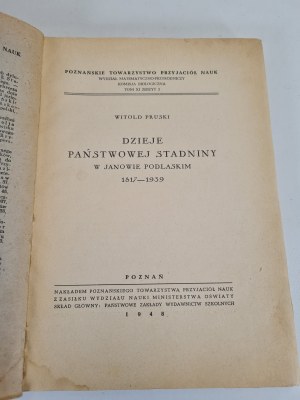 POZNAŃSKIE TOWARZYSTWO PRZYJACIÓŁ NAUK
WYDZIAŁ MATEMATYCZNO-PRZYRODNICZY
TOM XI ZESZYT 2
WITOLD PRUSKI
DZIEJE
PAŃSTWOWEJ STADNINY
W JANOWIE PODLASKIM
1817—1939
POZNAŃ
NAKŁADEM POZNAŃSKIEGO TOWARZYSTWA PRZYJACIÓŁ NAUK
Z ZASIŁKU WYDZIAŁU NAUKI MINISTERSTWA OŚWIATY
SKŁAD GŁÓWNY: PAŃSTWOWE ZAKŁADY WYDAWNICTW SZKOLNYCH
1948